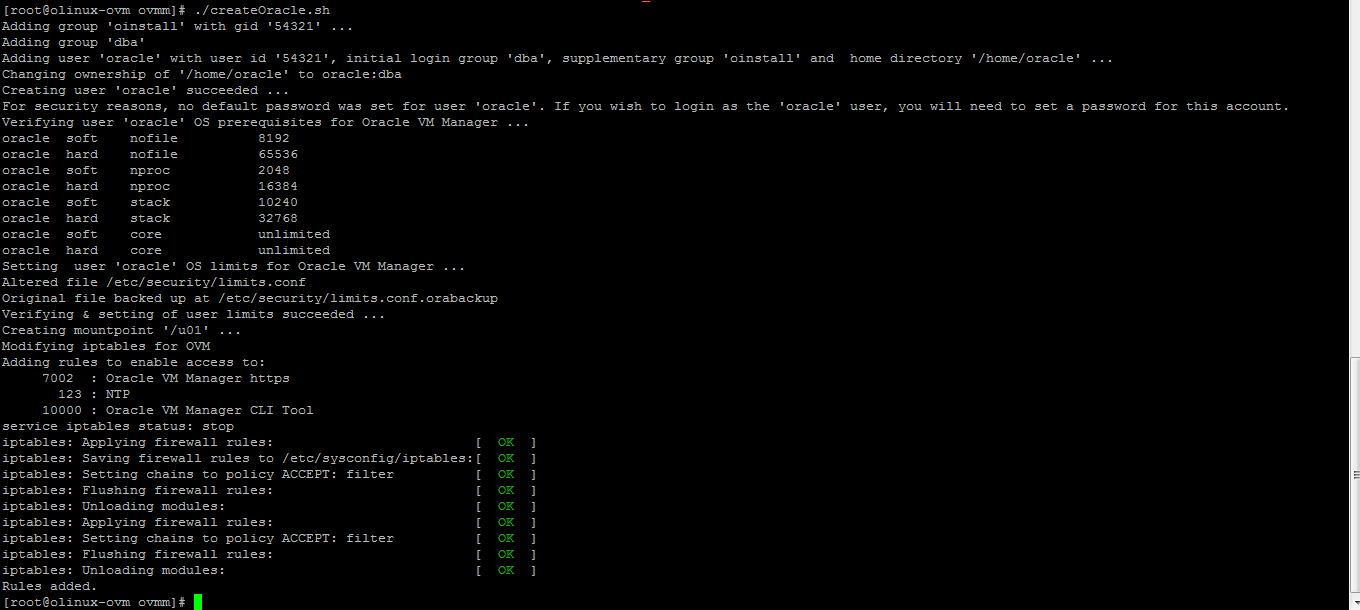 [root@olinux-ovm ovmm]# ./createOracle.sh
Adding group 'oinstall' with gid '54321' ...
Adding group 'dba'
Adding user 'oracle' with user id '54321', initial login group 'dba', supplementary group 'oinstall' and  home directory '/home/oracle' ...
Changing ownership of '/home/oracle' to oracle:dba
Creating user 'oracle' succeeded ...
For security reasons, no default password was set for user 'oracle'. If you wish to login as the 'oracle' user, you will need to set a password for this account.
Verifying user 'oracle' OS prerequisites for Oracle VM Manager ...
oracle  soft    nofile          8192
oracle  hard    nofile          65536
oracle  soft    nproc           2048
oracle  hard    nproc           16384
oracle  soft    stack           10240
oracle  hard    stack           32768
oracle  soft    core            unlimited
oracle  hard    core            unlimited
Setting  user 'oracle' OS limits for Oracle VM Manager ...
Altered file /etc/security/limits.conf
Original file backed up at /etc/security/limits.conf.orabackup
Verifying & setting of user limits succeeded ...
Creating mountpoint '/u01' ...
Modifying iptables for OVM
Adding rules to enable access to:
     7002  : Oracle VM Manager https
       123 : NTP
     10000 : Oracle VM Manager CLI Tool
service iptables status: stop
iptables: Applying firewall rules:                         [  OK  ]
iptables: Saving firewall rules to /etc/sysconfig/iptables:[  OK  ]
iptables: Setting chains to policy ACCEPT: filter          [  OK  ]
iptables: Flushing firewall rules:                         [  OK  ]
iptables: Unloading modules:                               [  OK  ]
iptables: Applying firewall rules:                         [  OK  ]
iptables: Setting chains to policy ACCEPT: filter          [  OK  ]
iptables: Flushing firewall rules:                         [  OK  ]
iptables: Unloading modules:                               [  OK  ]
Rules added.
[root@olinux-ovm ovmm]#